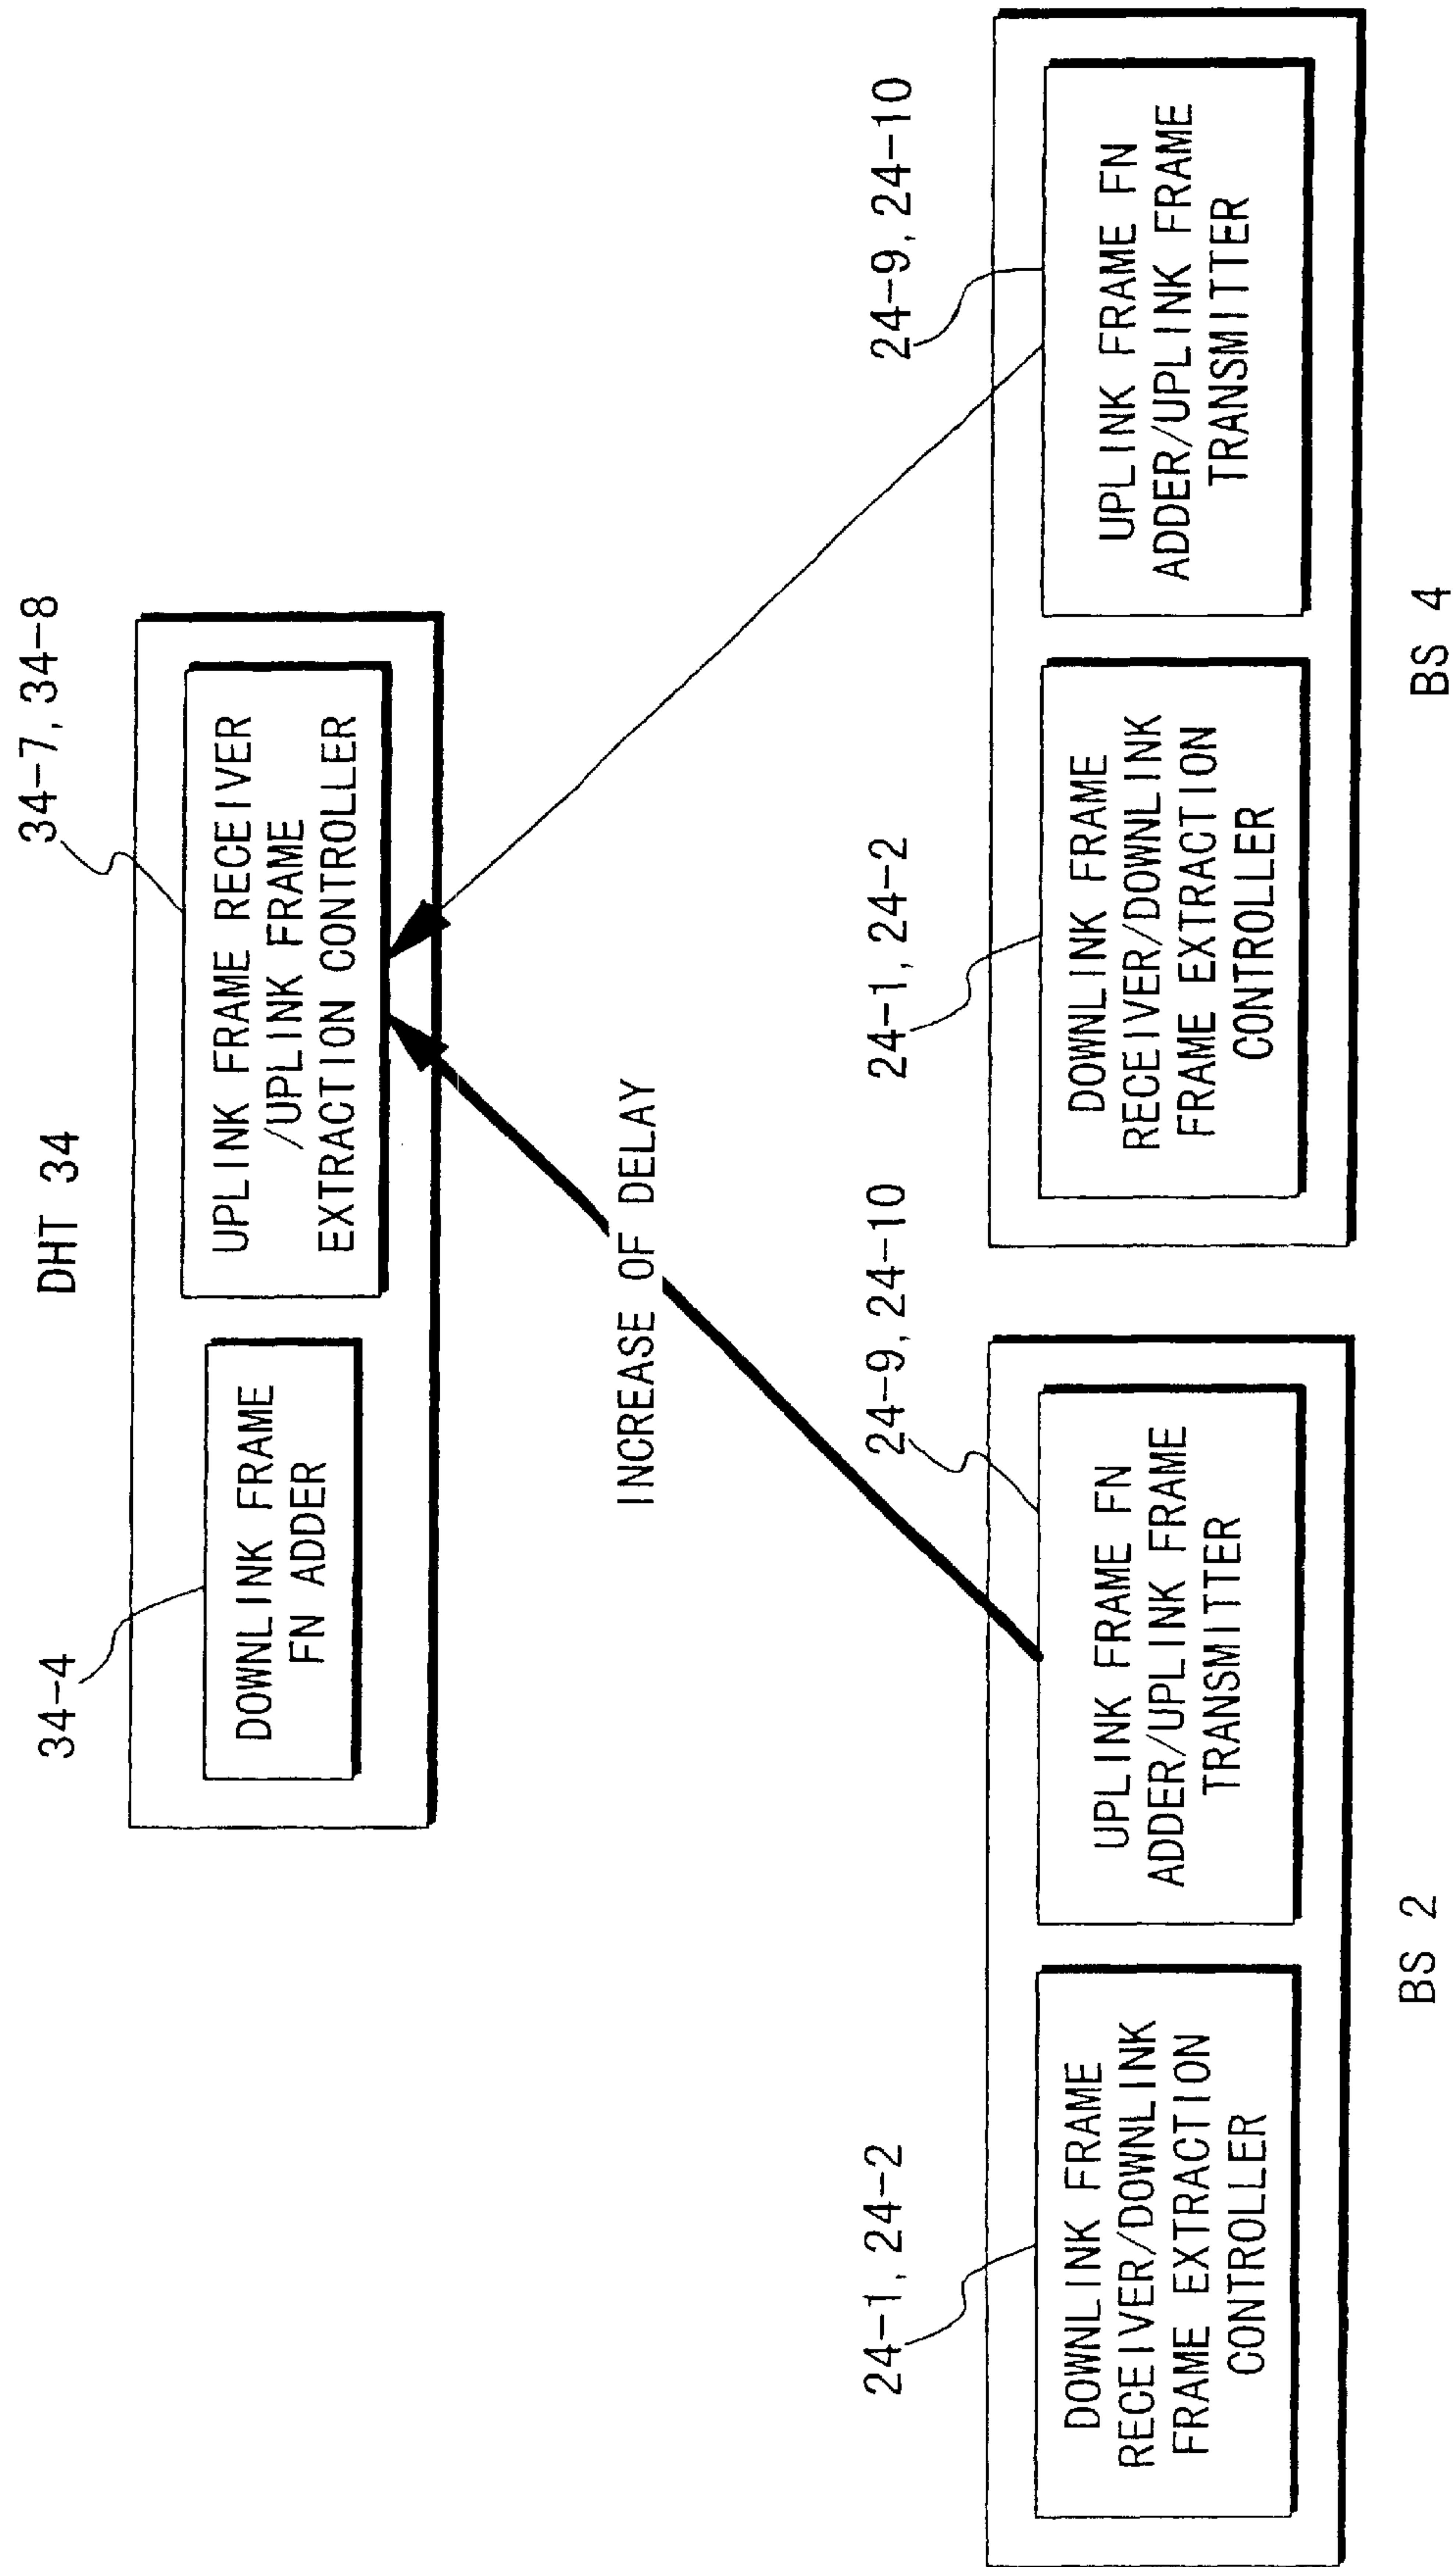 DHT 34
34-4
34-7, 34-8
DOWNLINK FRAME
FN ADDER
UPLINK FRAME RECEIVER
/UPLINK FRAME
EXTRACTION CONTROLLER
INCREASE OF DELAY
24-1, 24-2
24-9, 24-10
24-1, 24-2
24-9, 24-10
DOWNLINK FRAME
RECEIVER/DOWNLINK
FRAME EXTRACTION
CONTROLLER
UPLINK FRAME FN
ADDER/UPLINK FRAME
TRANSMITTER
DOWNLINK FRAME
RECEIVER/DOWNLINK
FRAME EXTRACTION
CONTROLLER
UPLINK FRAME FN
ADDER/UPLINK FRAME
TRANSMITTER
BS 2
BS 4